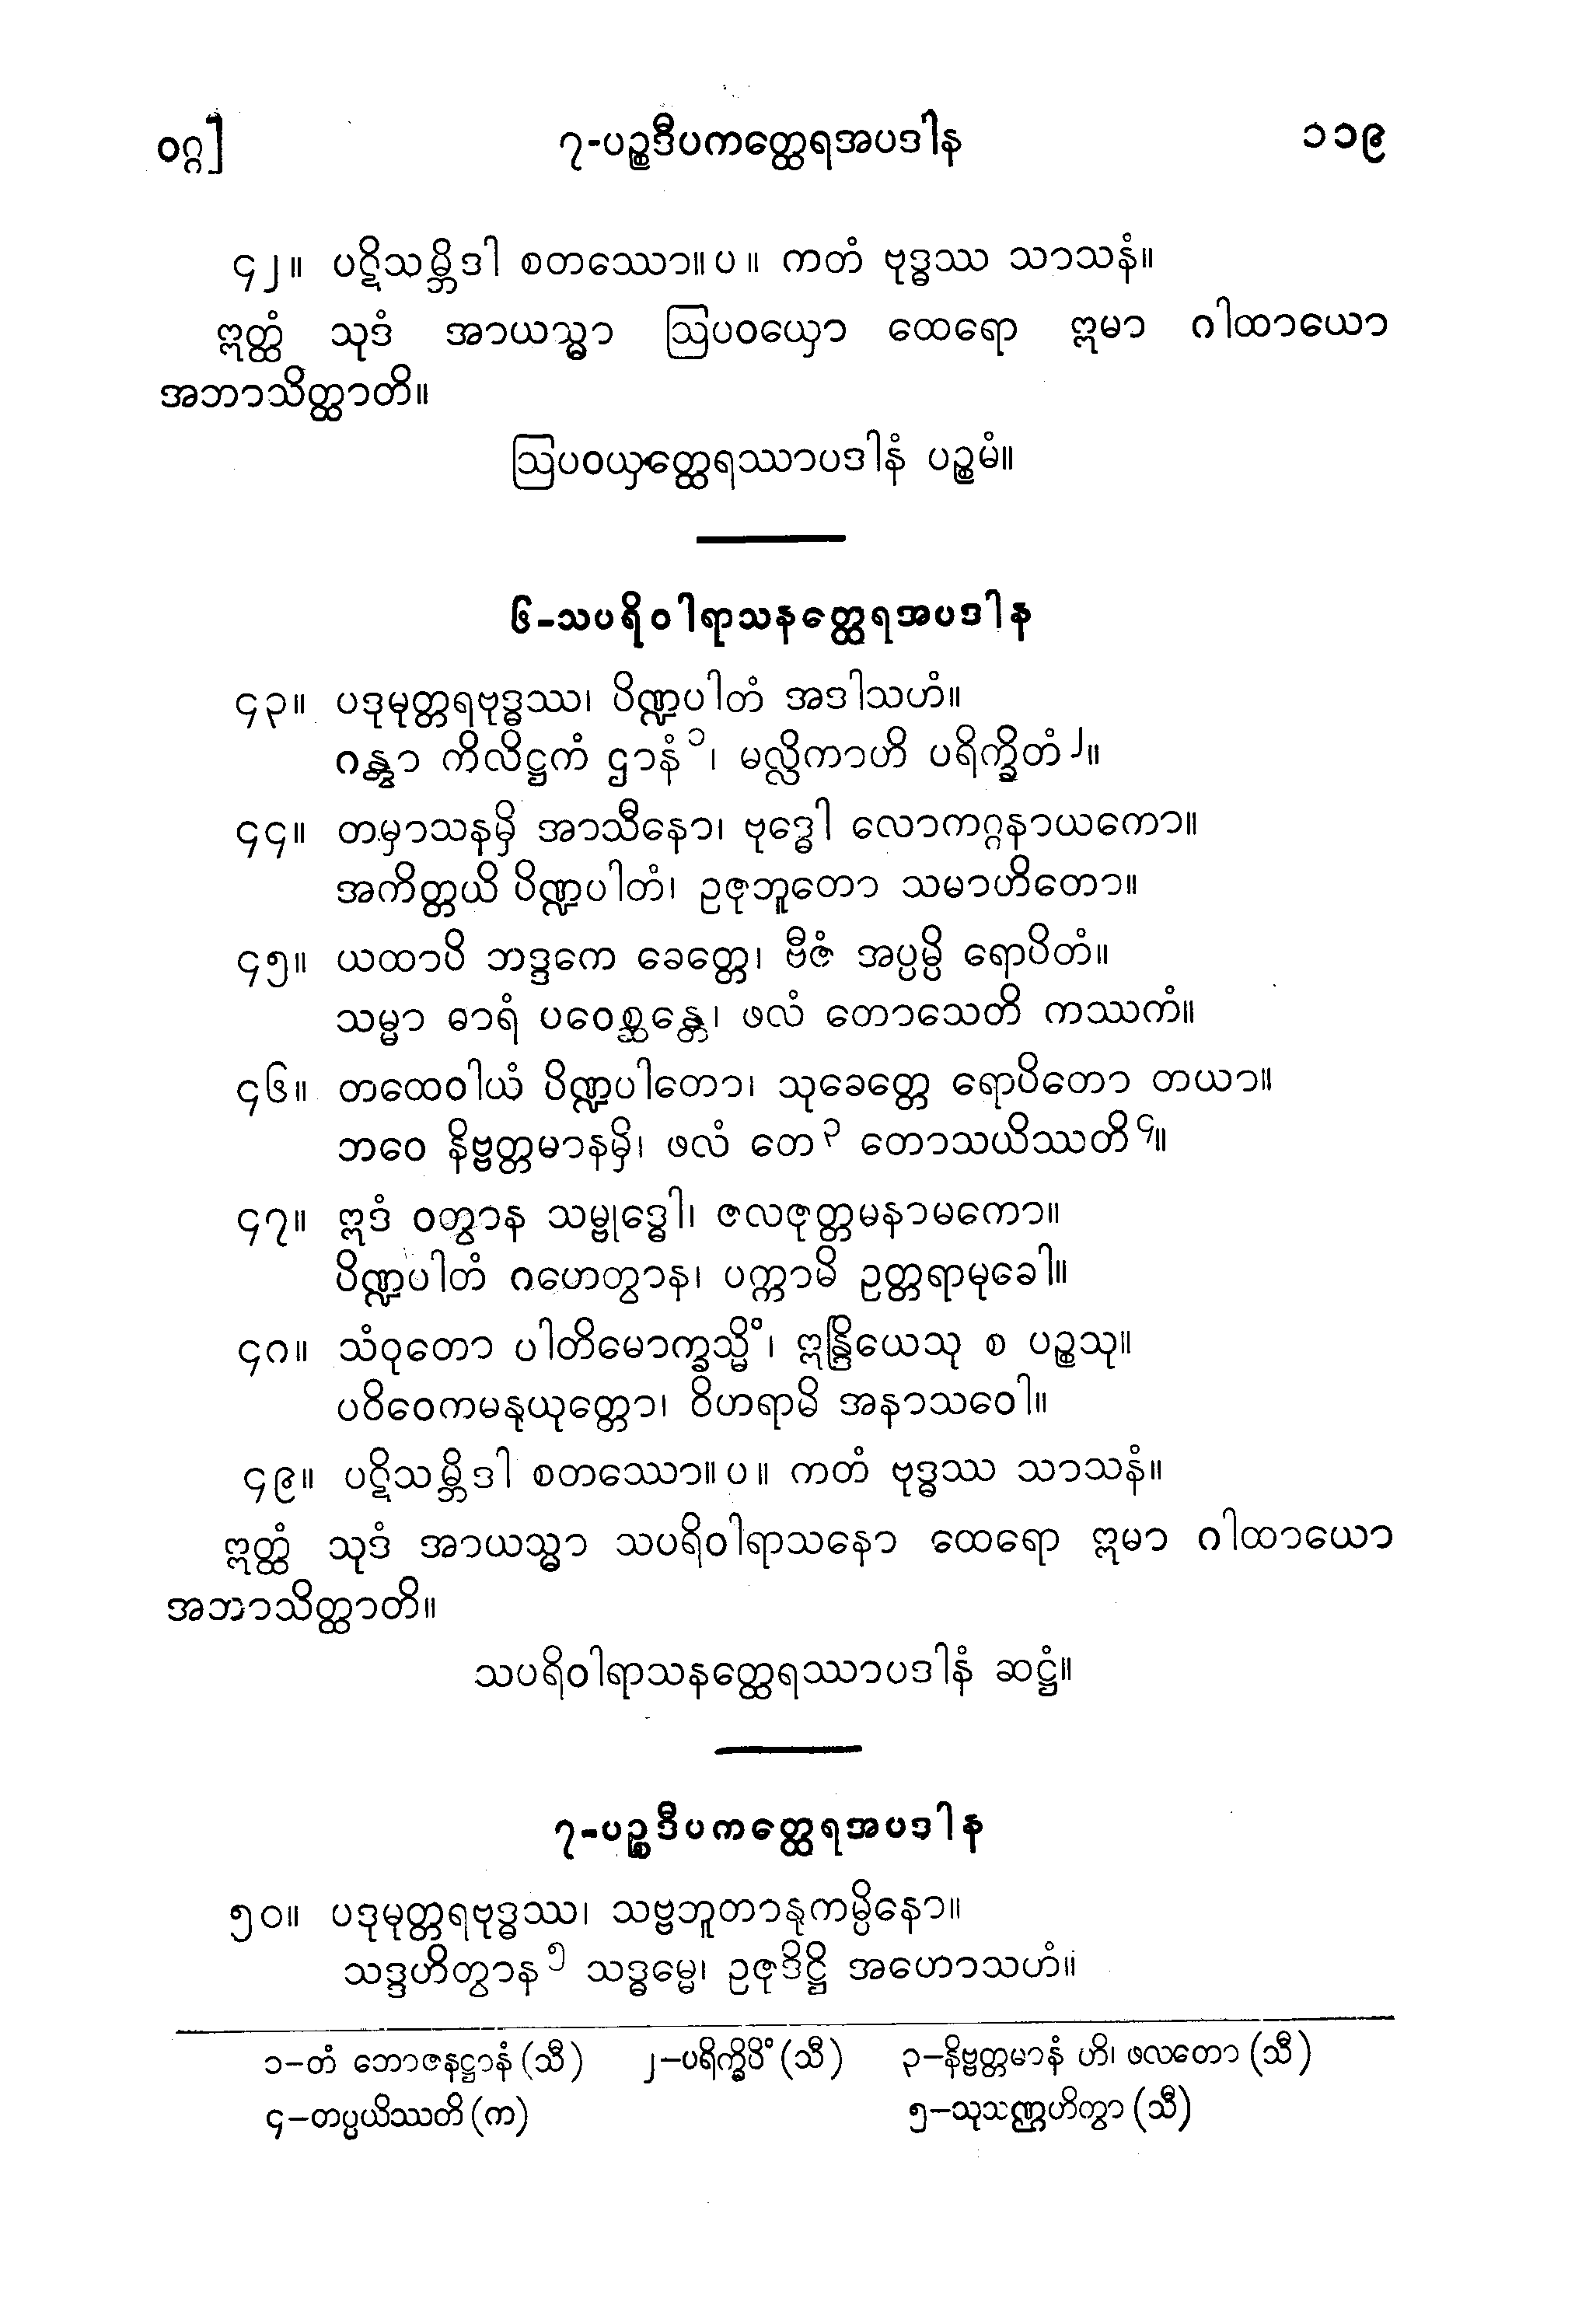 ဝဂ္ဂ] ၇-ပဉ္စဒီပကတ္ထေရအပဒါန ၁၁၉
၄၂။ ပဋိသမ္ဘိဒါ စတဿော။ပ။ ကတံ ဗုဒ္ဓဿ သာသနံ။
ဣတ္ထံ သုဒံ အာယသ္မာ ဩပဝယှော ထေရော ဣမာ ဂါထာယော
အဘာသိတ္ထာတိ။
ဩပဝယှတ္ထေရဿာပဒါနံ ပဉ္စမံ။
၆-သပရိဝါရာသနတ္ထေရအပဒါန
၄၃။ ပဒုမုတ္တရဗုဒ္ဓဿ၊ ပိဏ္ဍပါတံ အဒါသဟံ။
ဂန္တွာ ကိလိဋ္ဌကံ ဌာနံ၁၊ မလ္လိကာဟိ ပရိက္ခိတံ၂။
၄၄။ တမှာသနမှိ အာသီနော၊ ဗုဒ္ဓေါ လောကဂ္ဂနာယကော။
အကိတ္တယိ ပိဏ္ဍပါတံ၊ ဥဇုဘူတော သမာဟိတော။
၄၅။ ယထာပိ ဘဒ္ဒကေ ခေတ္တေ၊ ဗီဇံ အပ္ပမ္ပိ ရောပိတံ။
သမ္မာ ဓာရံ ပဝေစ္ဆန္တေ၊ ဖလံ တောသေတိ ကဿကံ။
၄၆။ တထေဝါယံ ပိဏ္ဍပါတော၊ သုခေတ္တေ ရောပိတော တယာ။
ဘဝေ နိဗ္ဗတ္တမာနမှိ၊ ဖလံ တေ၃ တောသယိဿတိ၄။
၄၇။ ဣဒံ ဝတွာန သမ္ဗုဒ္ဓေါ၊ ဇလဇုတ္တမနာမကော။
ပိဏ္ဍပါတံ ဂဟေတွာန၊ ပက္ကာမိ ဥတ္တရာမုခေါ။
၄၈။ သံဝုတော ပါတိမောက္ခသ္မိံ၊ ဣန္ဒြိယေသု စ ပဉ္စသု။
ပဝိဝေကမနုယုတ္တော၊ ဝိဟရာမိ အနာသဝေါ။
၄၉။ ပဋိသမ္ဘိဒါ စတဿော။ပ။ ကတံ ဗုဒ္ဓဿ သာသနံ။
ဣတ္ထံ သုဒံ အာယသ္မာ သပရိဝါရာသနော ထေရော ဣမာ ဂါထာယော
အဘာသိတ္ထာတိ။
သပရိဝါရာသနတ္ထေရဿာပဒါနံ ဆဋ္ဌံ။
၇-ပဉ္စဒီပကတ္ထေရအပဒါန
၅၀။ ပဒုမုတ္တရဗုဒ္ဓဿ၊ သဗ္ဗဘူတာနုကမ္ပိနော။
သဒ္ဒဟိတွာန၅ သဒ္ဓမ္မေ၊ ဥဇုဒိဋ္ဌိ အဟောသဟံ။
၁–တံ ဘောဇနဋ္ဌာနံ (သီ) ၂–ပရိက္ခိပိံ (သီ) ၃–နိဗ္ဗတ္တမာနံ ဟိ၊ ဖလတော (သီ)
၄–တပ္ပယိဿတိ (က) ၅–သုသဏ္ဌဟိတွာ (သီ)